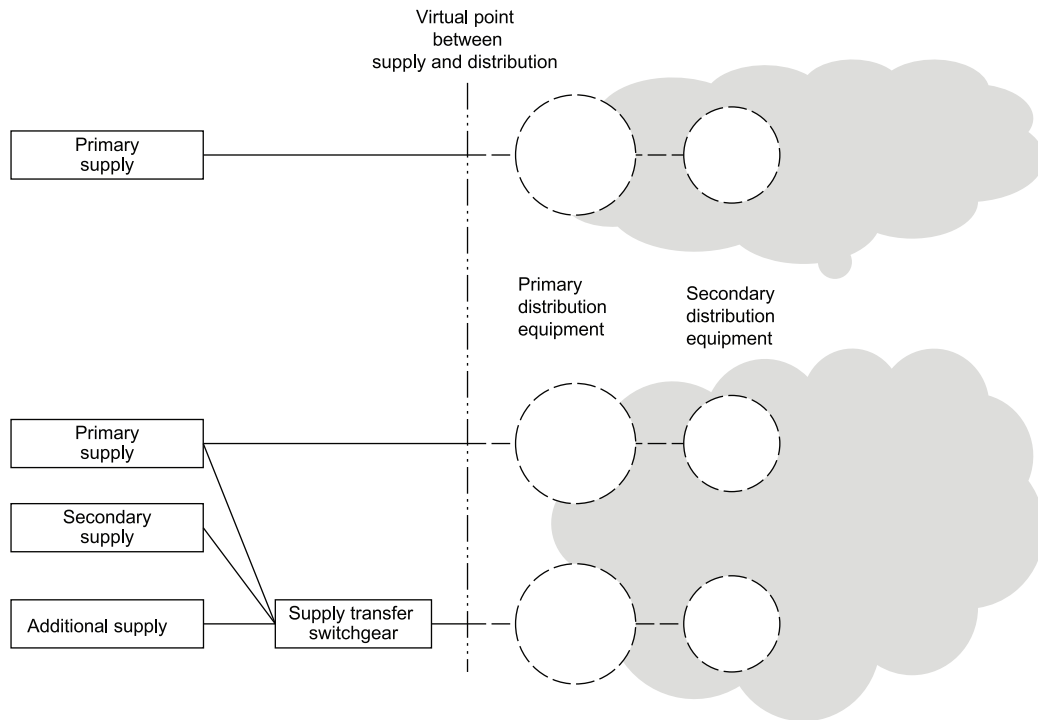 Virtual point
between
supply and distribution
Primary
supply
Primary
distribution
equipment
Secondary
distribution
equipment
Primary
supply
Secondary
supply
Additional supply
Supply transfer
switchgear